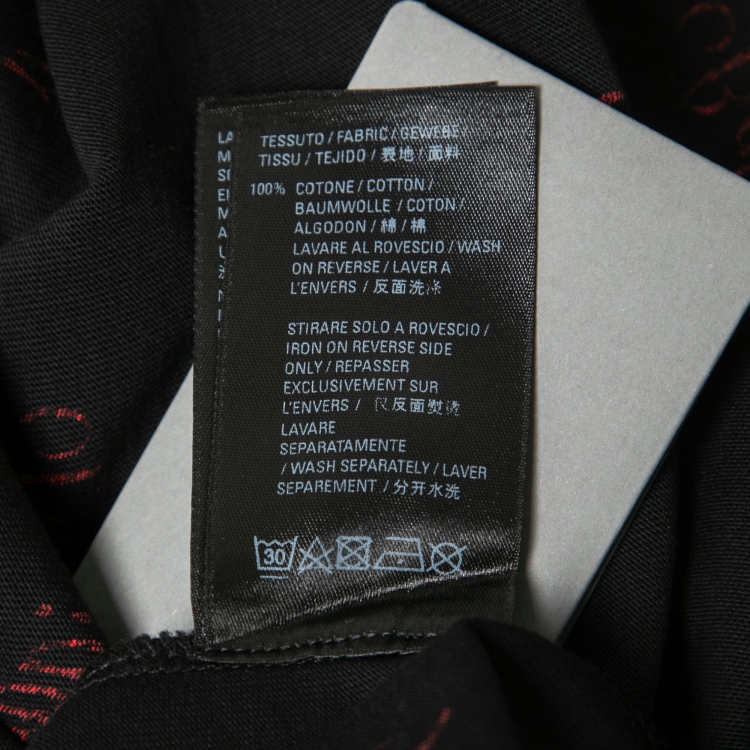 TESSUTO / FABRIC / GEWEBE /
TISSU / TEJIDO / 表地 / 面料
100% COTONE / COTTON /
BAUMWOLLE / COTON /
ALGODON / 綿 / 棉
LAVARE AL ROVESCIO / WASH
ON REVERSE / LAVER A
L'ENVERS / 反面洗涤
STIRARE SOLO A ROVESCIO /
IRON ON REVERSE SIDE
ONLY / REPASSER
EXCLUSIVEMENT SUR
L'ENVERS / 仅反面熨烫
LAVARE
SEPARATAMENTE
/ WASH SEPARATELY / LAVER
SEPAREMENT / 分开水洗
30